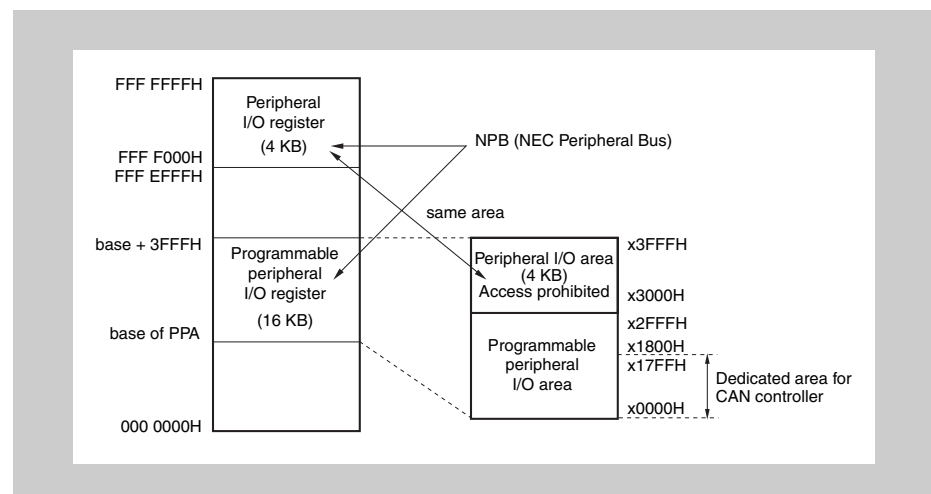 FFF FFFFH
Peripheral
I/O register
(4 KB)
FFF F000H
FFF EFFFH
NPB (NEC Peripheral Bus)
same area
base + 3FFFH
Programmable
peripheral
I/O register
(16 KB)
base of PPA
000 0000H
Peripheral I/O area
(4 KB)
Access prohibited
x3FFFH
x3000H
Programmable
peripheral
I/O area
x2FFFH
x1800H
x17FFH
x0000H
Dedicated area for
CAN controller